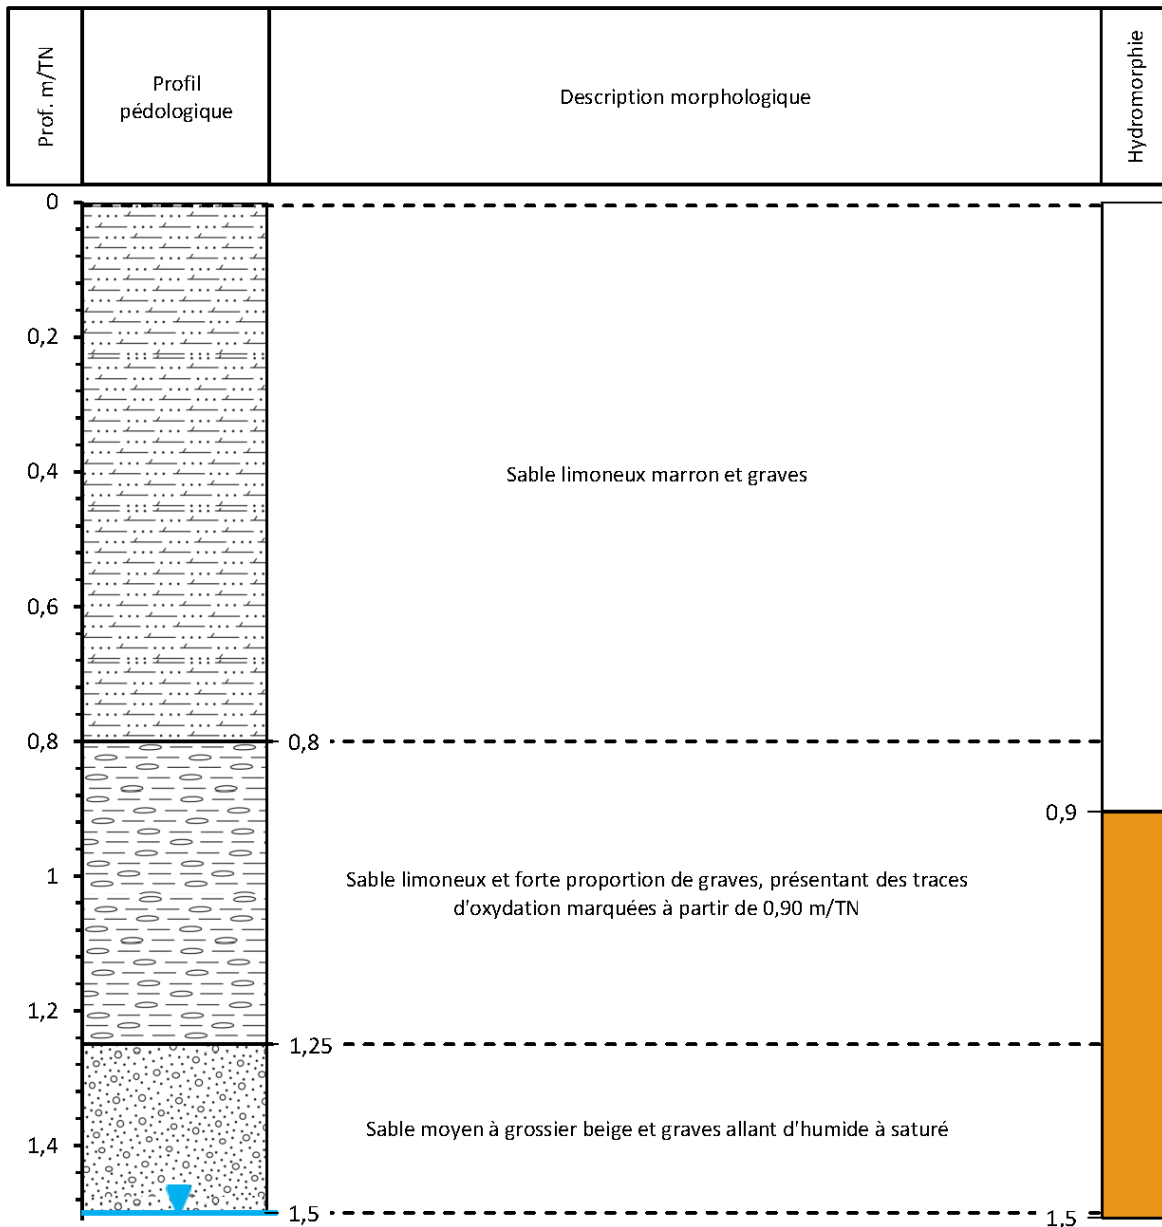 Prof. m/TN
Profil
pédologique
Description morphologique
Hydromorphie
0
0,2
0,4
Sable limoneux marron et graves
0,6
0,8
0,8
0,9
1
Sable limoneux et forte proportion de graves, présentant des traces
d'oxydation marquées à partir de 0,90 m/TN
1,2
1,25
Sable moyen à grossier beige et graves allant d'humide à saturé
1,4
1,5
1,5